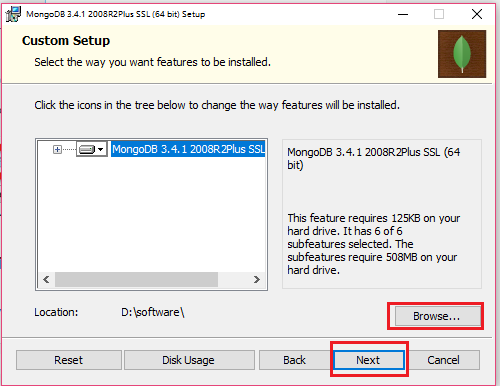 MongoDB 3.4.1 2008R2Plus SSL (64 bit) Setup
Custom Setup
Select the way you want features to be installed.
Click the icons in the tree below to change the way features will be installed.
MongoDB 3.4.1 2008R2Plus SSL
MongoDB 3.4.1 2008R2Plus SSL (64
bit)
This feature requires 125KB on your
hard drive. It has 6 of 6
subfeatures selected. The
subfeatures require 508MB on your
hard drive.
Location: D:\software\
Browse...
Reset Disk Usage Back Next Cancel